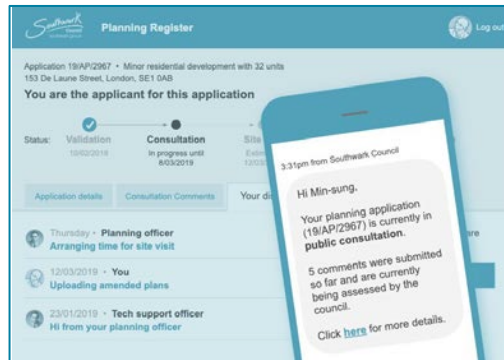 Southwark
Council
Planning Register
Log out
Application 19/AP/2967 • Minor residential development with 32 units
153 De Laune Street, London, SE1 0AB
You are the applicant for this application
Status:
Validation
10/02/2019
Consultation
In progress until
8/03/2019
Site
12/03/
Application details
Consultation Comments
Your di
Thursday • Planning officer
Arranging time for site visit
12/03/2019 • You
Uploading amended plans
23/01/2019 • Tech support officer
Hi from your planning officer
3:31pm from Southwark Council
Hi Min-sung,
Your planning application
(19/AP/2967) is currently in
public consultation.
5 comments were submitted
so far and are currently
being assessed by the
council.
Click here for more details.